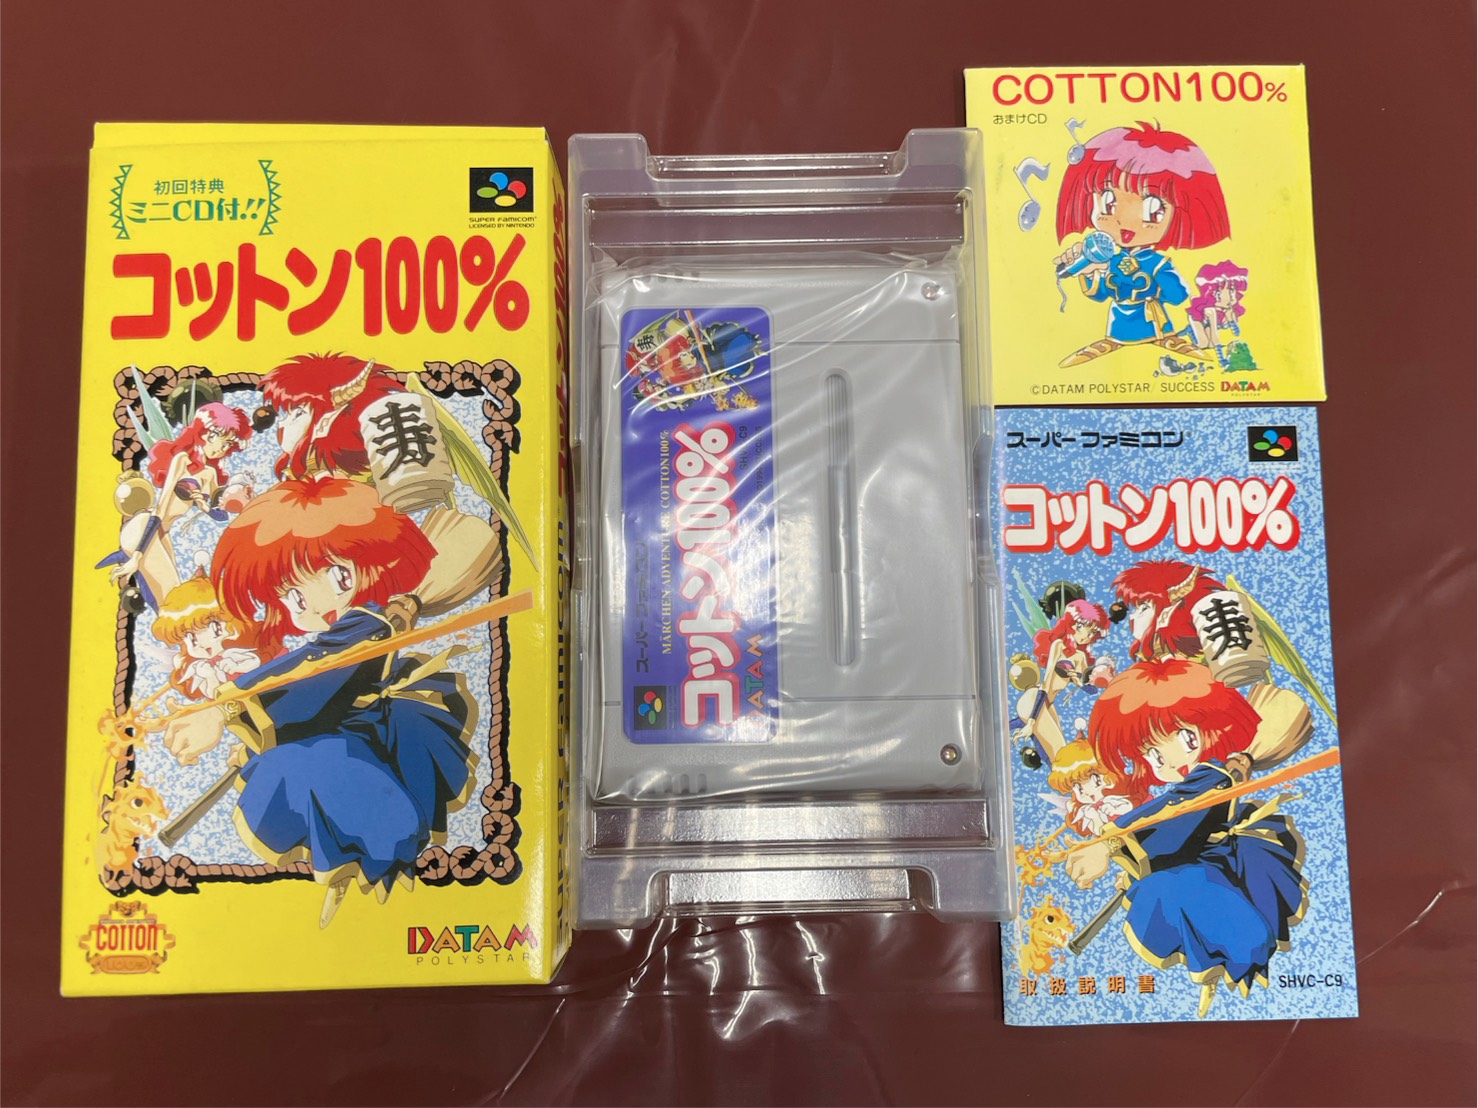 初回特典
ミニCD付!!
SUPER FAMICOM
LICENSED BY NINTENDO
コットン100%
寿
COTTON
DATAM
POLYSTAR
寿
スーパーファミコン
MÄRCHEN ADVENTURE COTTON100%
コットン100%
DATAM
COTTON100%
おまけCD
©DATAM POLYSTAR/SUCCESS DATAM
POLYSTAR
スーパーファミコン
コットン100%
寿
取扱説明書
SHVC-C9